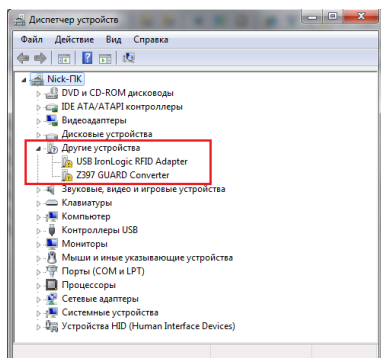 Диспетчер устройств
Файл Действие Вид Справка
Nick-ПК
DVD и CD-ROM дисководы
IDE ATA/ATAPI контроллеры
Видеоадаптеры
Дисковые устройства
Другие устройства
USB IronLogic RFID Adapter
Z397 GUARD Converter
Звуковые, видео и игровые устройства
Клавиатуры
Компьютер
Контроллеры USB
Мониторы
Мыши и иные указывающие устройства
Порты (COM и LPT)
Процессоры
Сетевые адаптеры
Системные устройства
Устройства HID (Human Interface Devices)